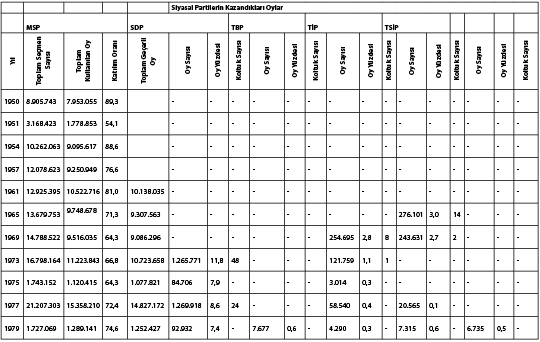 Siyasal Partilerin Kazandıkları Oylar
MSP SDP TBP TİP TSİP
Yıl Toplam Seçmen Sayısı Toplam Kullanılan Oy Katılım Oranı Toplam Geçerli Oy Oy Sayısı Oy Yüzdesi Koltuk Sayısı Oy Sayısı Oy Yüzdesi Koltuk Sayısı Oy Sayısı Oy Yüzdesi Koltuk Sayısı Oy Sayısı Oy Yüzdesi Koltuk Sayısı Oy Sayısı Oy Yüzdesi Koltuk Sayısı
1950 8.905.743 7.953.055 89,3 - - - - - - - - - - - - - - -
1951 3.168.423 1.778.853 54,1 - - - - - - - - - - - - - - -
1954 10.262.063 9.095.617 88,6 - - - - - - - - - - - - - - -
1957 12.078.623 9.250.949 76,6 - - - - - - - - - - - - - - -
1961 12.925.395 10.522.716 81,0 10.138.035 - - - - - - - - - - - - - - -
1965 13.679.753 9.748.678 71,3 9.307.563 - - - - - - - - - 276.101 3,0 14 - - -
1969 14.788.522 9.516.035 64,3 9.086.296 - - - - - - 254.695 2,8 8 243.631 2,7 2 - - -
1973 16.798.164 11.223.843 66,8 10.723.658 1.265.771 11,8 48 - - - 121.759 1,1 1 - - - - - -
1975 1.743.152 1.120.415 64,3 1.077.821 84.706 7,9 - - - - 3.014 0,3 - - - - - - -
1977 21.207.303 15.358.210 72,4 14.827.172 1.269.918 8,6 24 - - - 58.540 0,4 - 20.565 0,1 - - - -
1979 1.727.069 1.289.141 74,6 1.252.427 92.932 7,4 - 7.677 0,6 - 4.290 0,3 - 7.315 0,6 - 6.735 0,5 -